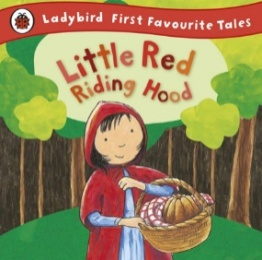 Ladybird First Favourite Tales
Little Red
Riding Hood